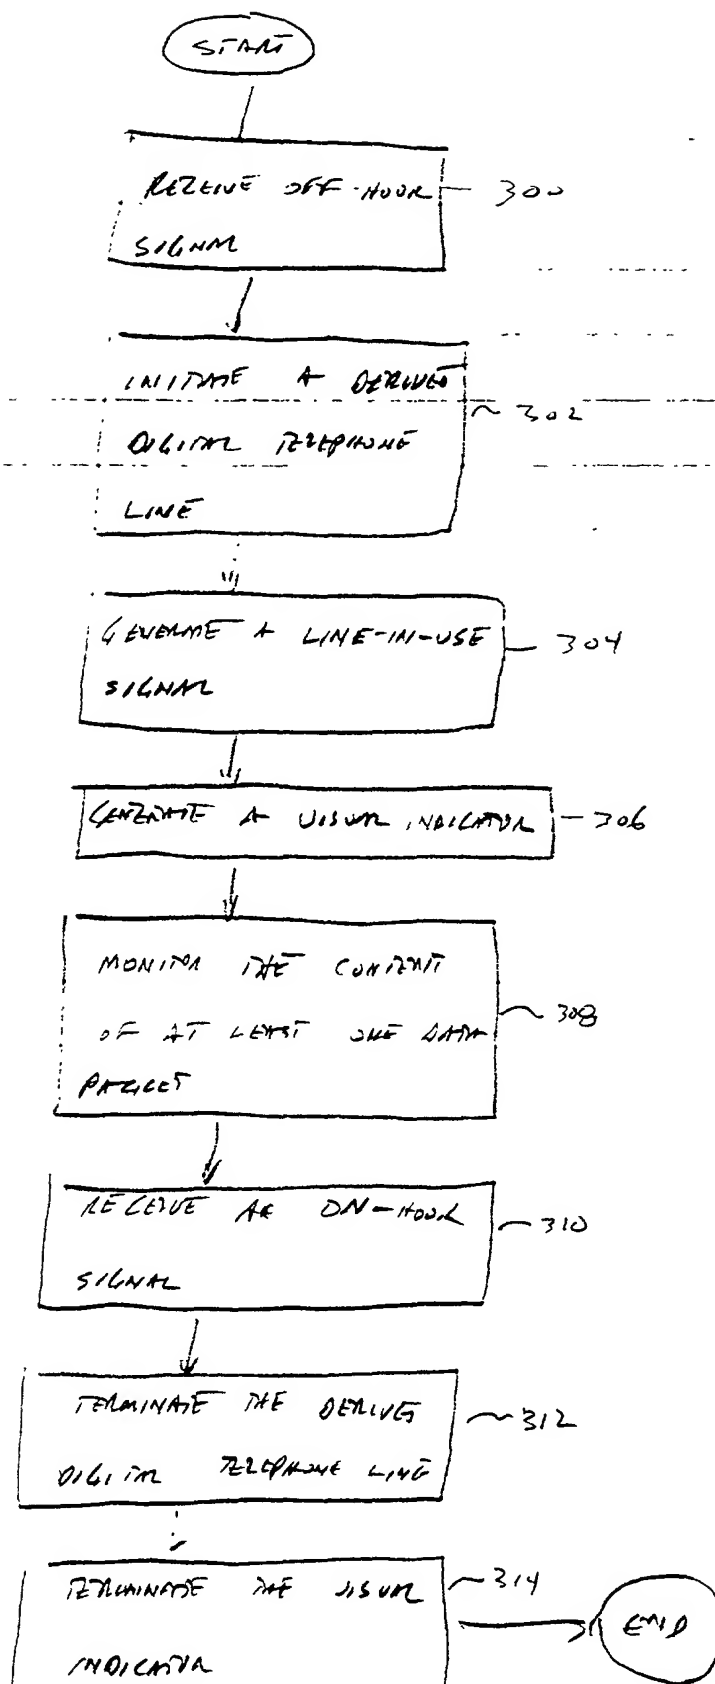 START
RECEIVE OFF-HOOK
300
SIGNAL
INITIATE A DERIVED
302
DIGITAL TELEPHONE
LINE
GENERATE A LINE-IN-USE
304
SIGNAL
GENERATE A VISUAL INDICATOR
306
MONITOR THE CONTENT
OF AT LEAST ONE DATA
308
PACKET
RECEIVE AN ON-HOOK
310
SIGNAL
TERMINATE THE DERIVED
312
DIGITAL TELEPHONE LINE
TERMINATE THE VISUAL
314
END
INDICATOR